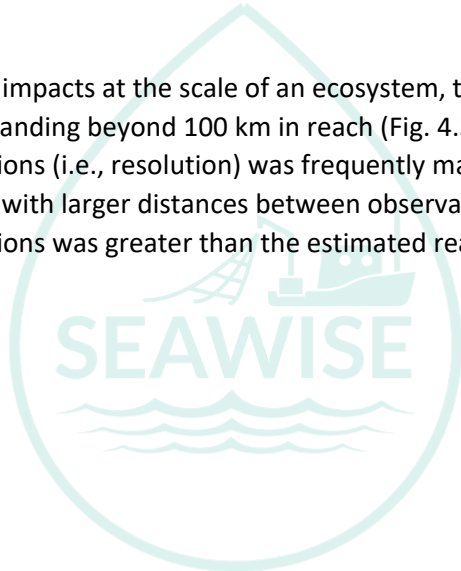 impacts at the scale of an ecosystem, t
anding beyond 100 km in reach (Fig. 4.
ions (i.e., resolution) was frequently ma
with larger distances between observa
ions was greater than the estimated rea
SEAWISE